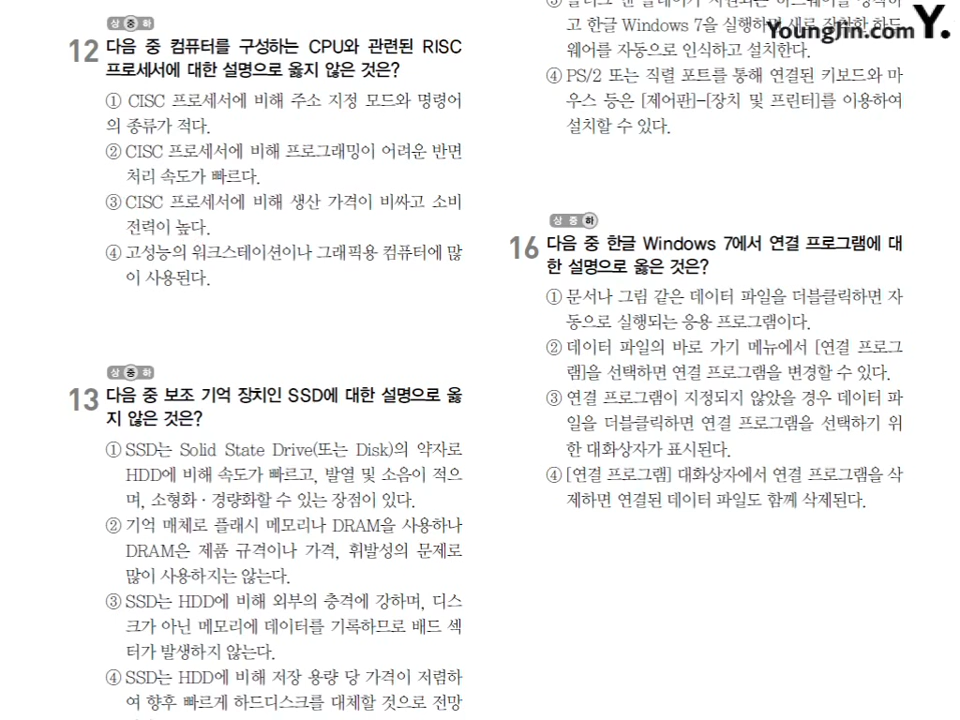 상 중 하
12 다음 중 컴퓨터를 구성하는 CPU와 관련된 RISC
프로세서에 대한 설명으로 옳지 않은 것은?
① CISC 프로세서에 비해 주소 지정 모드와 명령어
의 종류가 적다.
② CISC 프로세서에 비해 프로그래밍이 어려운 반면
처리 속도가 빠르다.
③ CISC 프로세서에 비해 생산 가격이 비싸고 소비
전력이 높다.
④ 고성능의 워크스테이션이나 그래픽용 컴퓨터에 많
이 사용된다.
상 중 하
13 다음 중 보조 기억 장치인 SSD에 대한 설명으로 옳
지 않은 것은?
① SSD는 Solid State Drive(또는 Disk)의 약자로
HDD에 비해 속도가 빠르고, 발열 및 소음이 적으
며, 소형화·경량화할 수 있는 장점이 있다.
② 기억 매체로 플래시 메모리나 DRAM을 사용하나
DRAM은 제품 규격이나 가격, 휘발성의 문제로
많이 사용하지는 않는다.
③ SSD는 HDD에 비해 외부의 충격에 강하며, 디스
크가 아닌 메모리에 데이터를 기록하므로 배드 섹
터가 발생하지 않는다.
④ SSD는 HDD에 비해 저장 용량 당 가격이 저렴하
여 향후 빠르게 하드디스크를 대체할 것으로 전망
고 한글 Windows 7을 실행하면 새로 장착한 하드
웨어를 자동으로 인식하고 설치한다.
YoungJin.com Y.
④ PS/2 또는 직렬 포트를 통해 연결된 키보드와 마
우스 등은 [제어판]-[장치 및 프린터]를 이용하여
설치할 수 있다.
상 중 하
16 다음 중 한글 Windows 7에서 연결 프로그램에 대
한 설명으로 옳은 것은?
① 문서나 그림 같은 데이터 파일을 더블클릭하면 자
동으로 실행되는 응용 프로그램이다.
② 데이터 파일의 바로 가기 메뉴에서 [연결 프로그
램]을 선택하면 연결 프로그램을 변경할 수 있다.
③ 연결 프로그램이 지정되지 않았을 경우 데이터 파
일을 더블클릭하면 연결 프로그램을 선택하기 위
한 대화상자가 표시된다.
④ [연결 프로그램] 대화상자에서 연결 프로그램을 삭
제하면 연결된 데이터 파일도 함께 삭제된다.